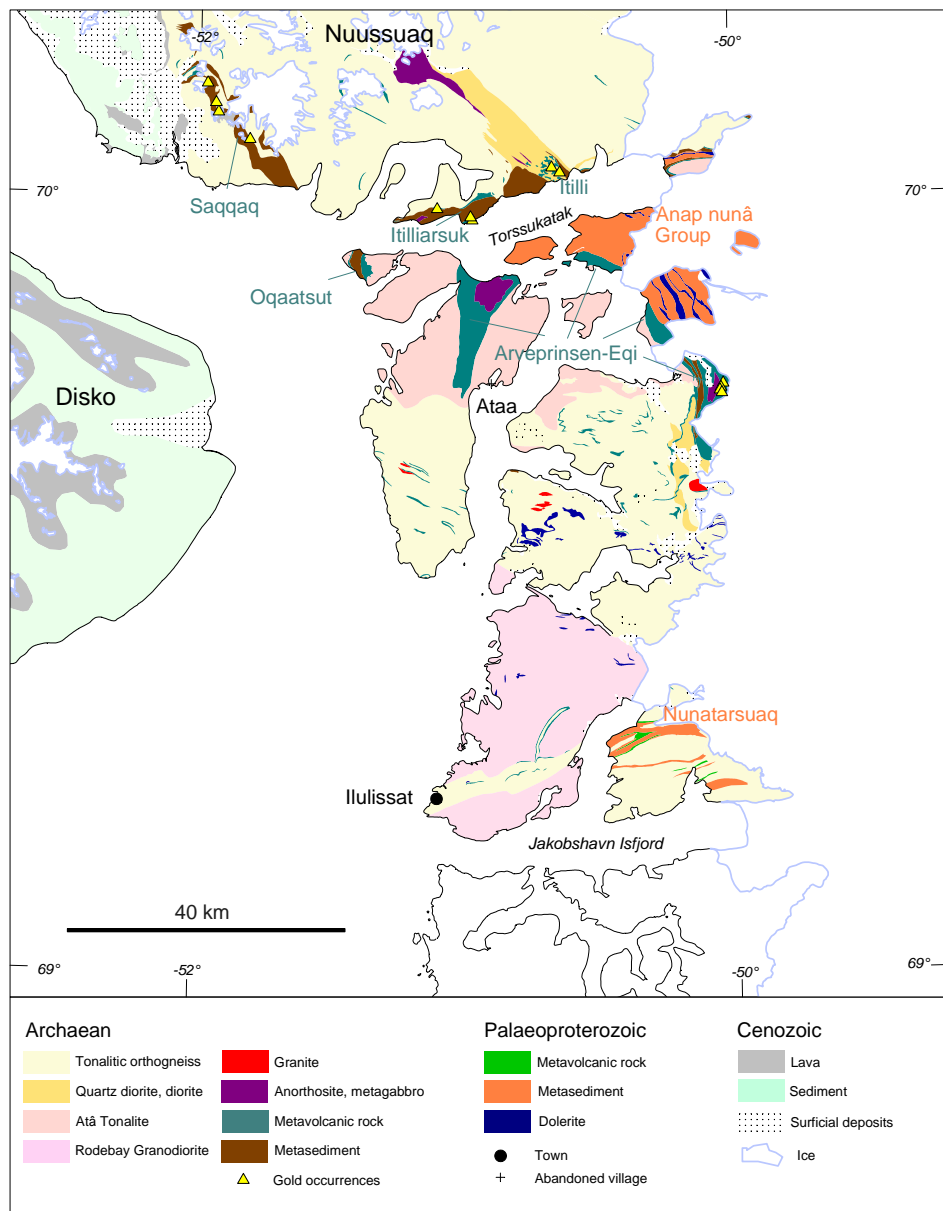 -52°
Nuussuaq
-50°
70°
70°
Saqqaq
Itilli
Itilliarsuk
Torssukatak
Anap nunâ
Group
Oqaatsut
Arveprinsen-Eqi
Disko
Ataa
Nunatarsuaq
Ilulissat
Jakobshavn Isfjord
40 km
69°
-52°
-50°
69°
Archaean
Tonalitic orthogneiss
Quartz diorite, diorite
Atâ Tonalite
Rodebay Granodiorite
Granite
Anorthosite, metagabbro
Metavolcanic rock
Metasediment
Gold occurrences
Palaeoproterozoic
Metavolcanic rock
Metasediment
Dolerite
Town
Abandoned village
Cenozoic
Lava
Sediment
Surficial deposits
Ice